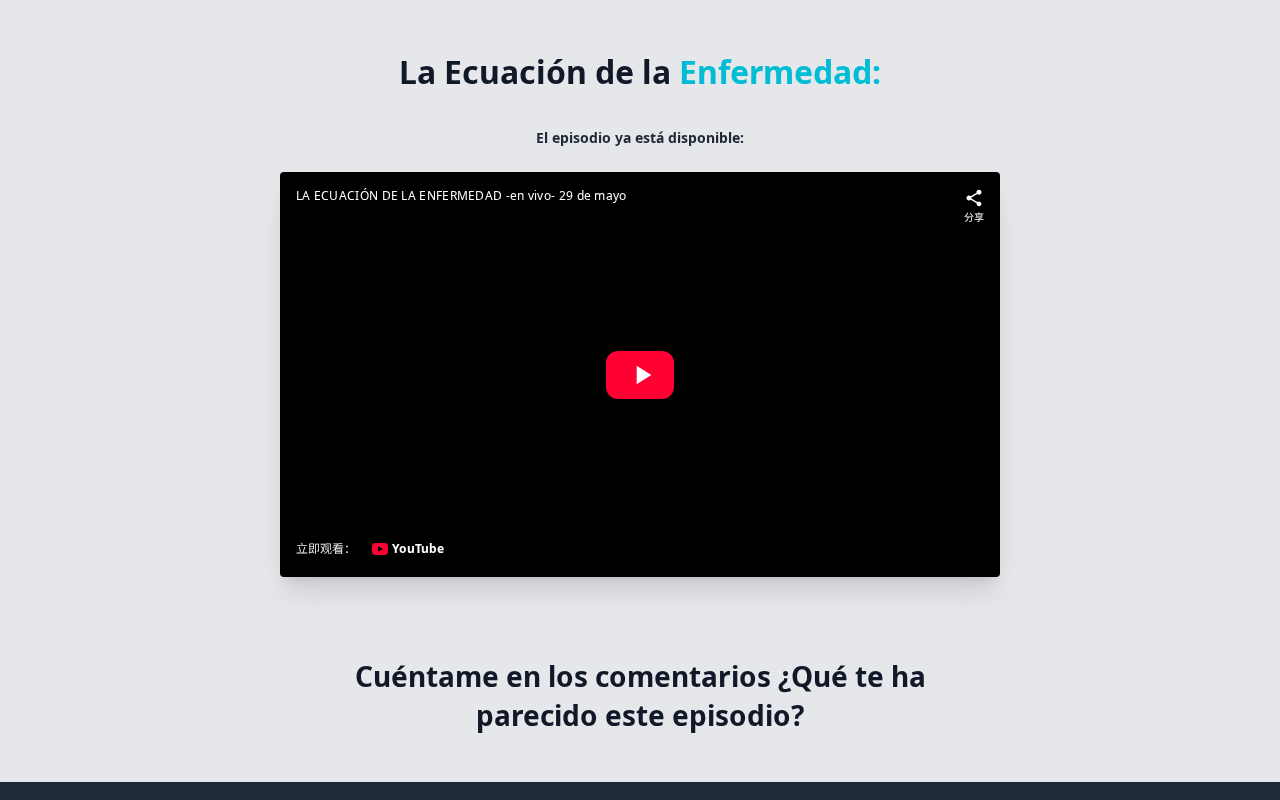 La Ecuación de la Enfermedad:
El episodio ya está disponible:
LA ECUACIÓN DE LA ENFERMEDAD -en vivo- 29 de mayo
分享
立即观看：
YouTube
Cuéntame en los comentarios ¿Qué te ha
parecido este episodio?